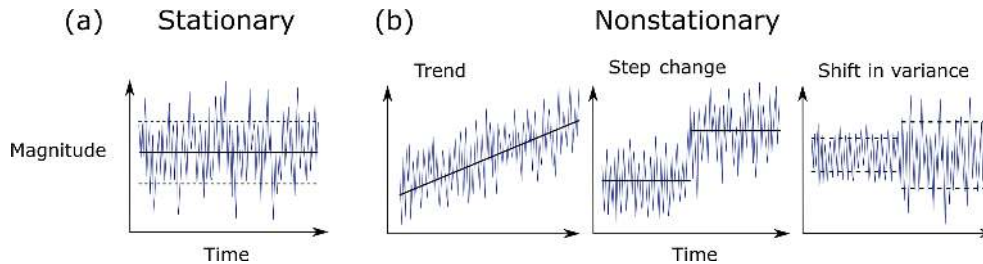 (a) Stationary
(b) Nonstationary
Trend
Step change
Shift in variance
Magnitude
Time
Time